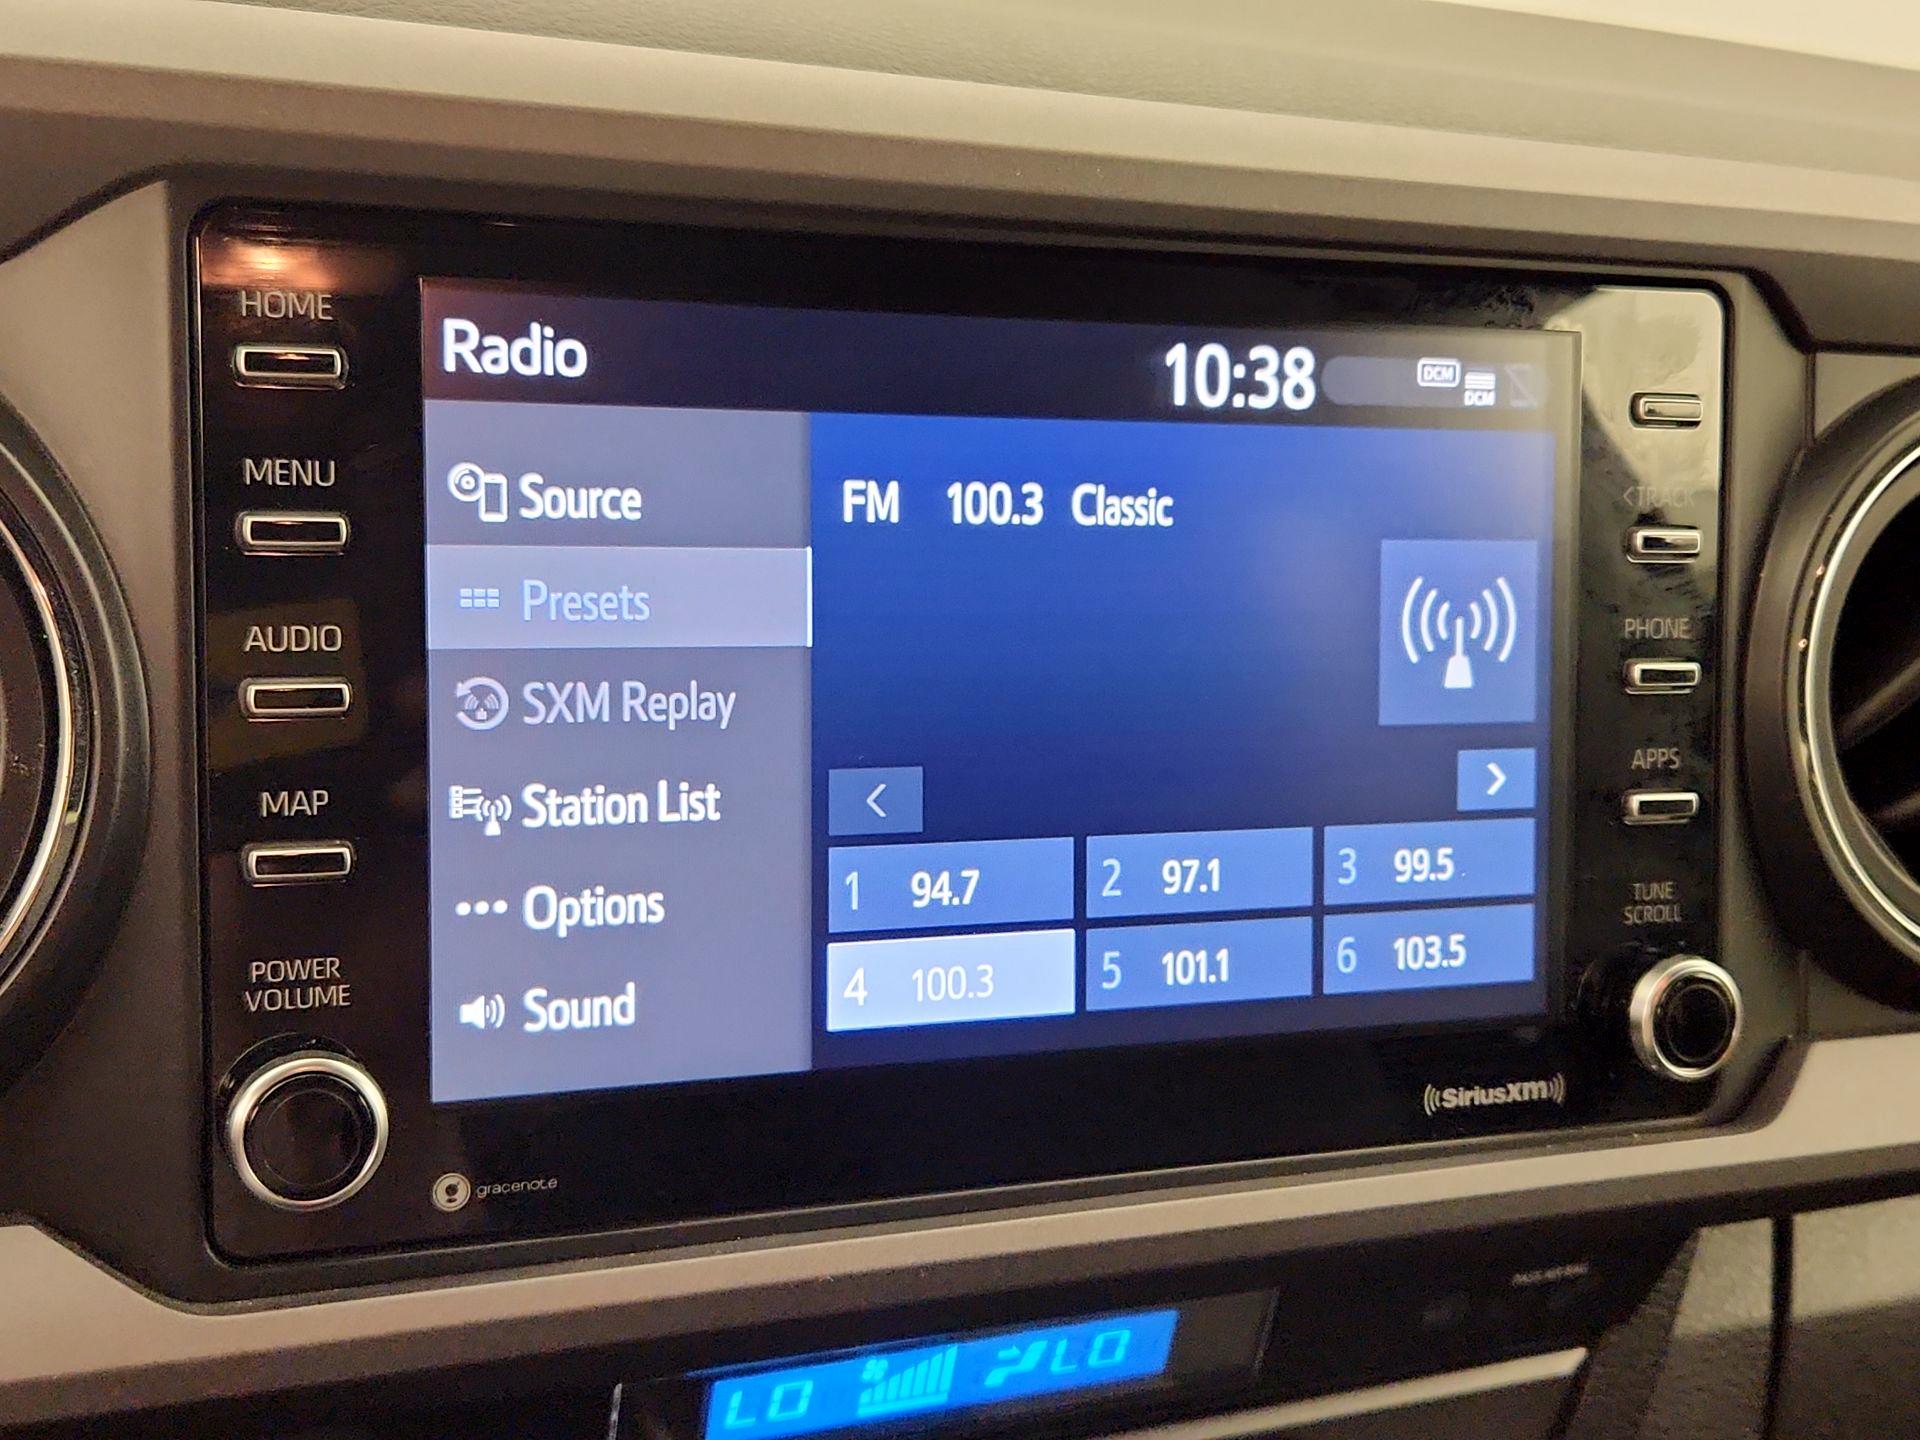 HOME
MENU
AUDIO
MAP
POWER
VOLUME
Radio
10:38
DCM
DCM
Source
Presets
SXM Replay
Station List
Options
Sound
FM 100.3 Classic
<
>
1 94.7
2 97.1
3 99.5
4 100.3
5 101.1
6 103.5
<TRACK
PHONE
APPS
TUNE
SCROLL
((SiriusXM))
gracenote
LO LO